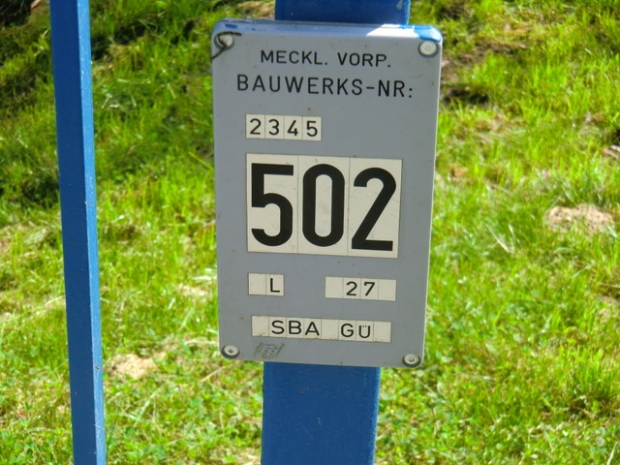 MECKL. VORP.
BAUWERKS-NR:
2345
502
L 27
SBA GÜ